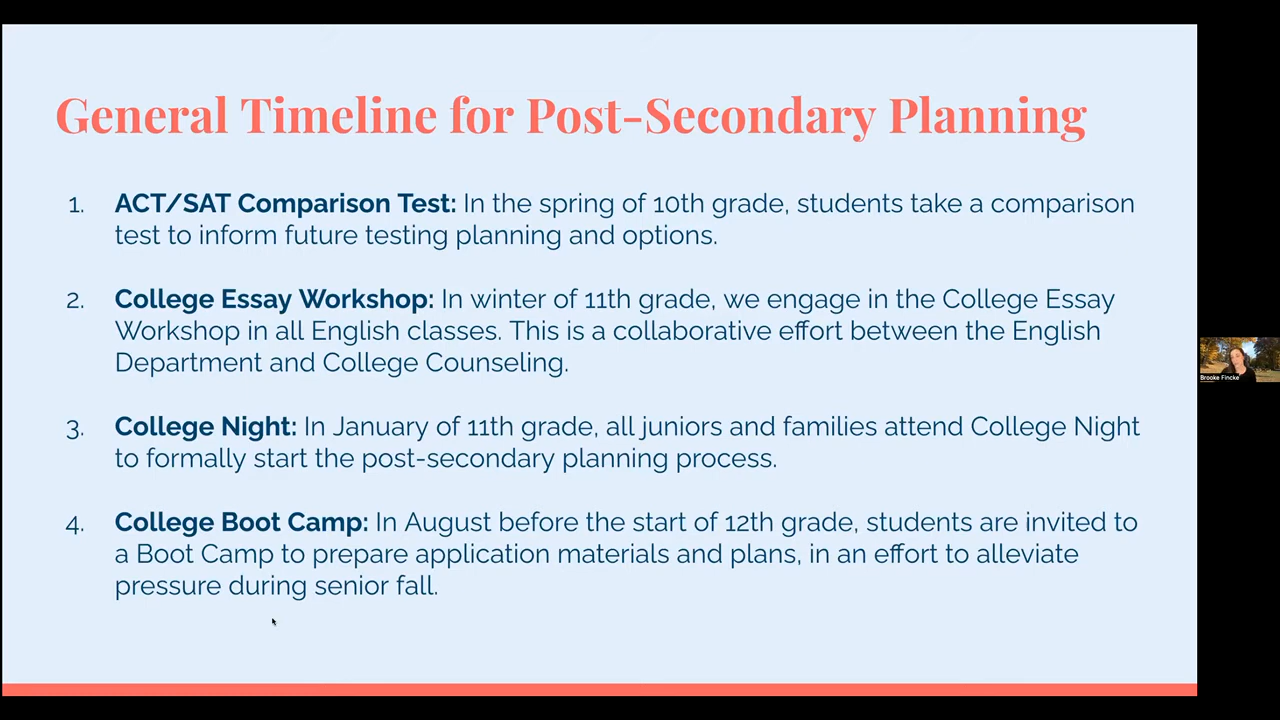 General Timeline for Post-Secondary Planning
1. ACT/SAT Comparison Test: In the spring of 10th grade, students take a comparison
test to inform future testing planning and options.
2. College Essay Workshop: In winter of 11th grade, we engage in the College Essay
Workshop in all English classes. This is a collaborative effort between the English
Department and College Counseling.
3. College Night: In January of 11th grade, all juniors and families attend College Night
to formally start the post-secondary planning process.
4. College Boot Camp: In August before the start of 12th grade, students are invited to
a Boot Camp to prepare application materials and plans, in an effort to alleviate
pressure during senior fall.
Brooke Fincke